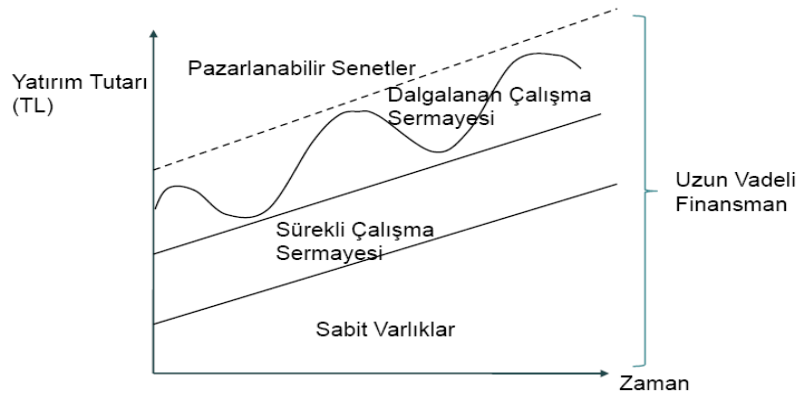 Yatırım Tutarı
(TL)
Pazarlanabilir Senetler
Dalgalanan Çalışma
Sermayesi
Sürekli Çalışma
Sermayesi
Sabit Varlıklar
Uzun Vadeli
Finansman
Zaman